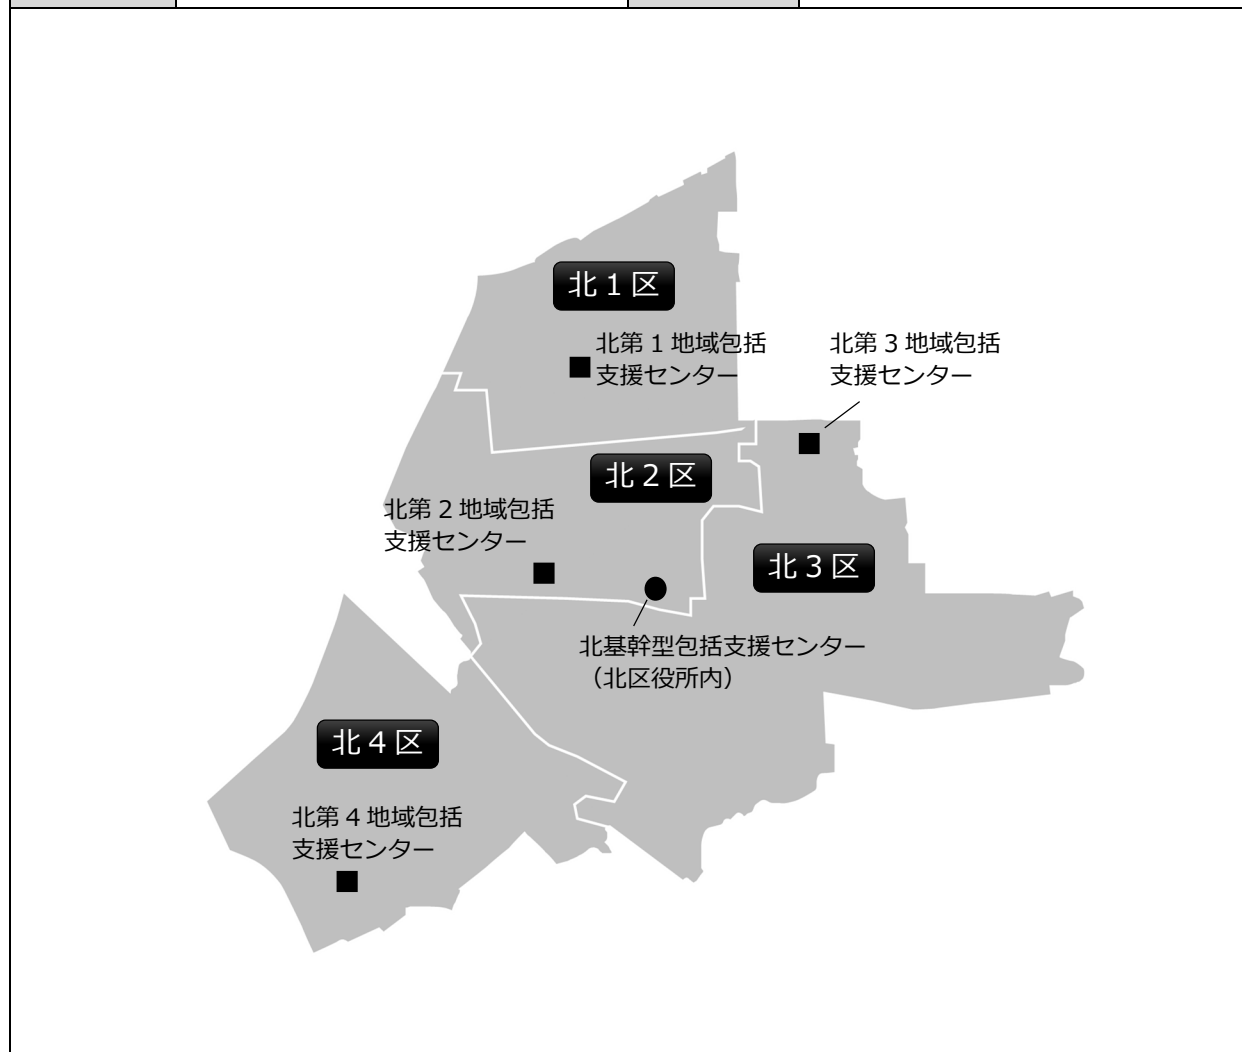 北１区
北第１地域包括
支援センター
北第３地域包括
支援センター
北２区
北第２地域包括
支援センター
北３区
北基幹型包括支援センター
（北区役所内）
北４区
北第４地域包括
支援センター